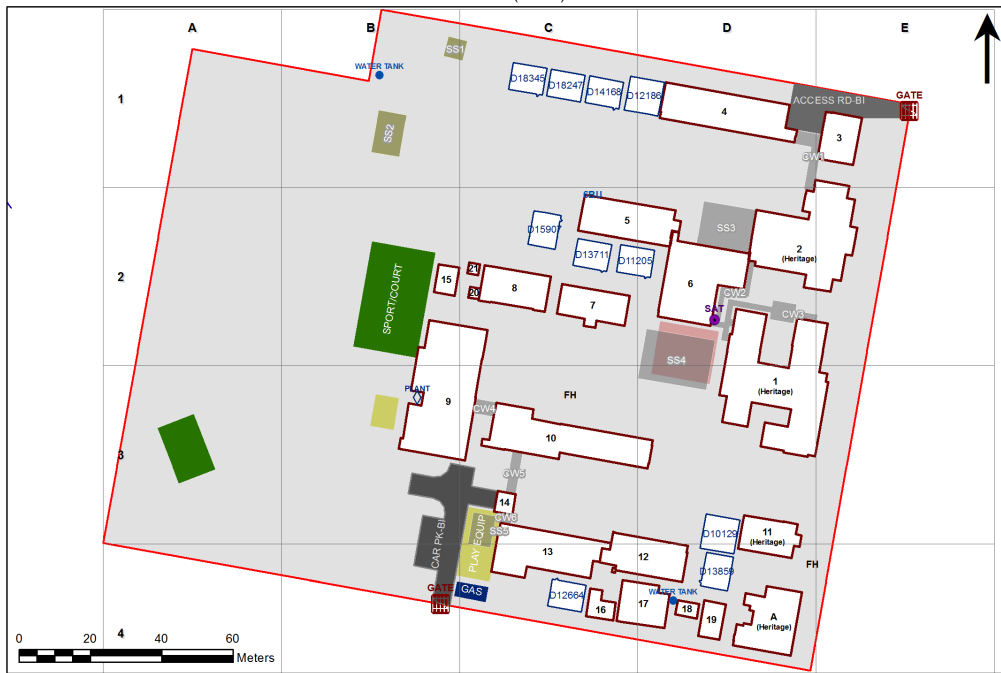 A
B
C
D
E
SS1
WATER TANK
D18345
D18247
D14168
D12186
ACCESS RD-BI
GATE
1
4
3
SS2
CW1
D15907
5
SS3
2
(Heritage)
D13711
D11205
2
15
21
20
8
7
6
CW2
SAT
CW3
SPORT/COURT
SS4
1
(Heritage)
PLANT
9
CW4
FH
10
3
CW5
14
CW6
SS5
CAR PK-BI
PLAY EQUIP
13
12
D10129
11
(Heritage)
D13859
FH
GATE
GAS
D12664
16
17
WATER TANK
18
19
A
(Heritage)
4
0 20 40 60
Meters